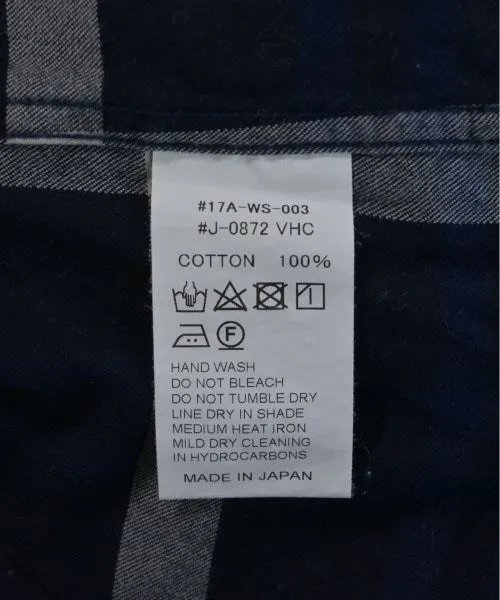 #17A-WS-003
#J-0872 VHC
COTTON 100%
F
HAND WASH
DO NOT BLEACH
DO NOT TUMBLE DRY
LINE DRY IN SHADE
MEDIUM HEAT IRON
MILD DRY CLEANING
IN HYDROCARBONS
MADE IN JAPAN